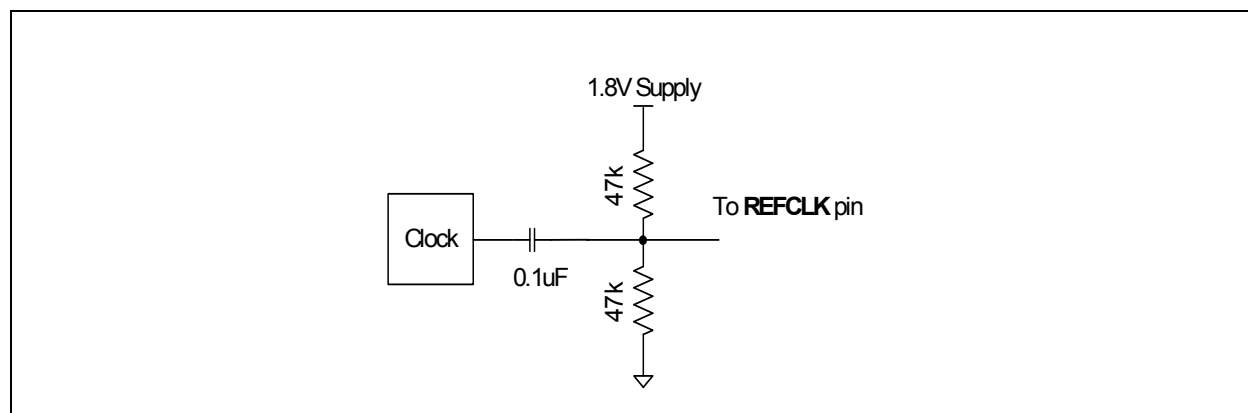 1.8V Supply
47k
To REFCLK pin
Clock
0.1uF
47k